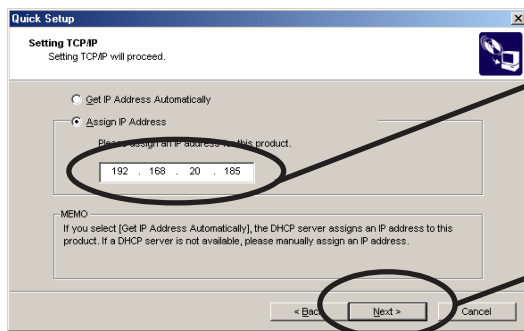 Quick Setup
Setting TCP/IP
Setting TCP/IP will proceed.
Get IP Address Automatically
Assign IP Address
Please assign an IP address for this product.
192 . 168 . 20 . 185
MEMO
If you select [Get IP Address Automatically], the DHCP server assigns an IP address to this
product. If a DHCP server is not available, please manually assign an IP address.
< Back Next > Cancel